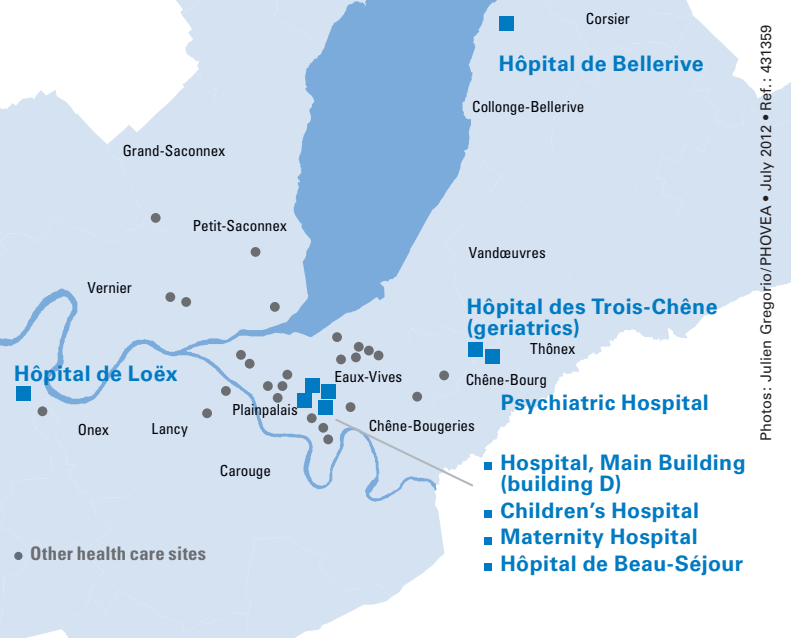 Corsier
Hôpital de Bellerive
Collonge-Bellerive
Grand-Saconnex
Petit-Saconnex
Vandœuvres
Vernier
Hôpital des Trois-Chêne
(geriatrics)
Thônex
Hôpital de Loëx
Eaux-Vives
Chêne-Bourg
Psychiatric Hospital
Plainpalais
Onex
Lancy
Chêne-Bougeries
Carouge
Hospital, Main Building
(building D)
Children’s Hospital
Maternity Hospital
Hôpital de Beau-Séjour
Other health care sites
Photos: Julien Gregorio/PHOVEA • July 2012 • Ref.: 431359